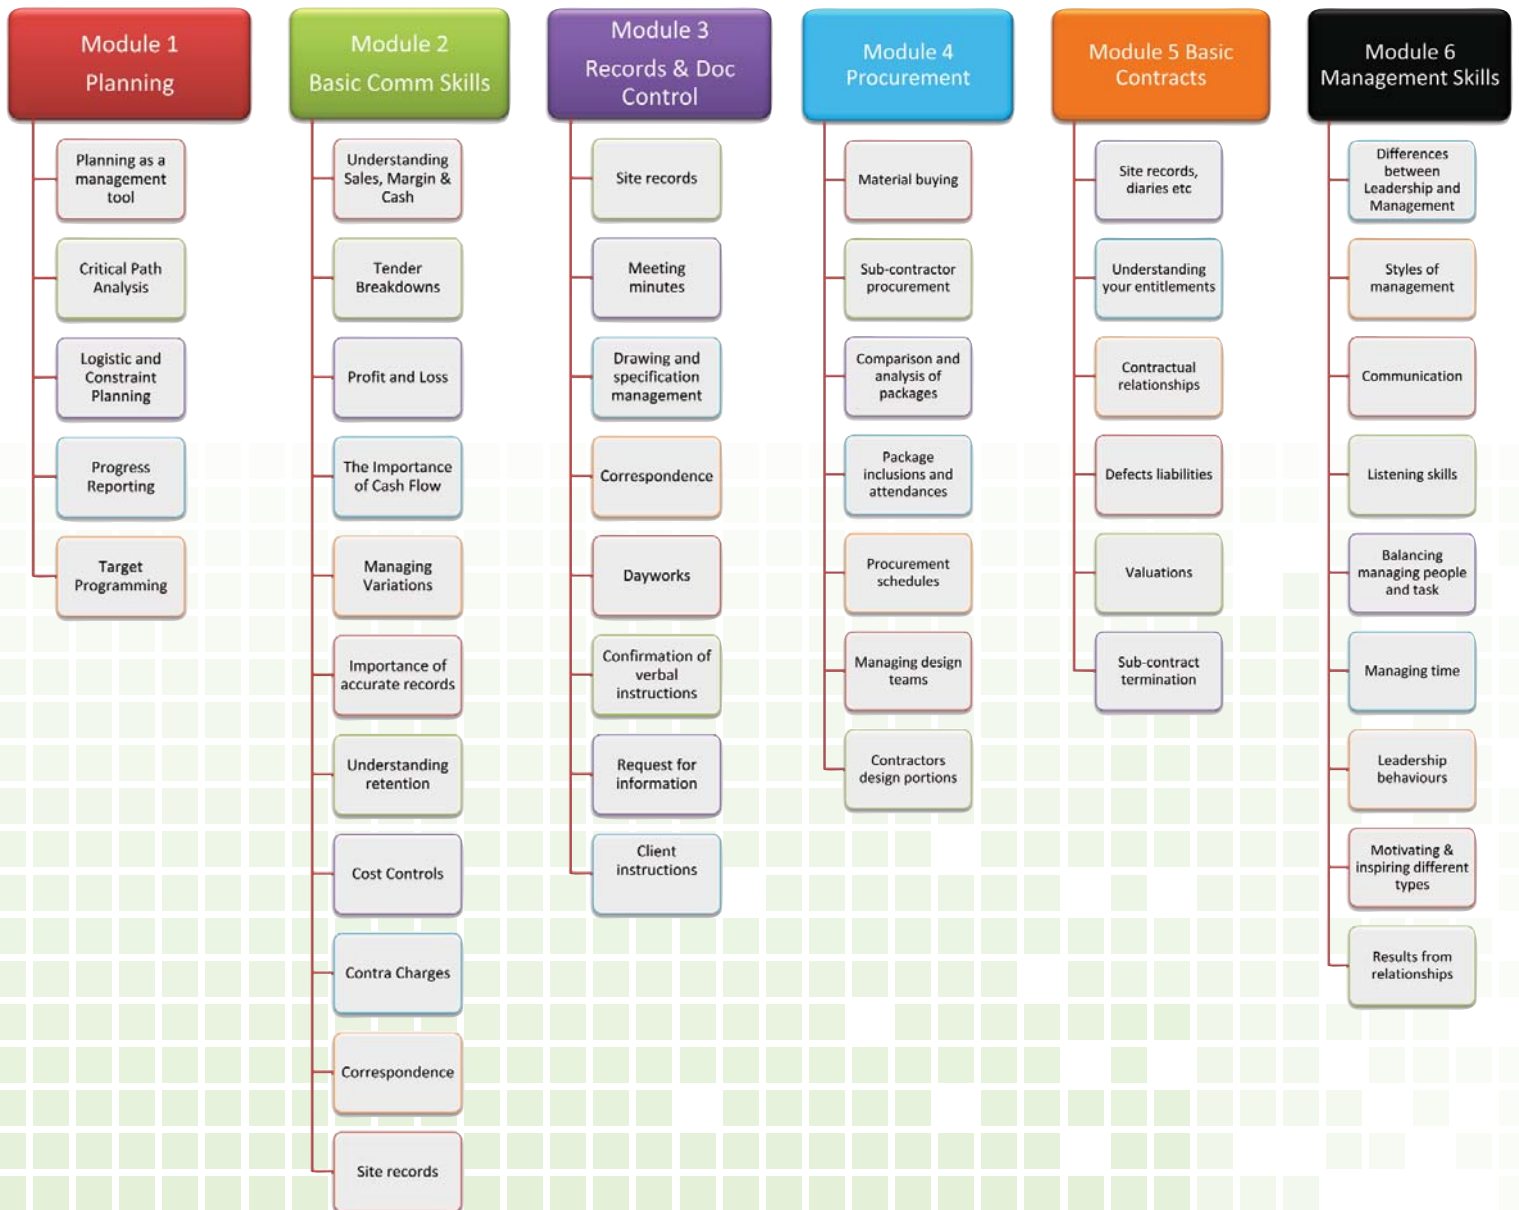 Module 1
Planning
Planning as a
management
tool
Critical Path
Analysis
Logistic and
Constraint
Planning
Progress
Reporting
Target
Programming
Module 2
Basic Comm Skills
Understanding
Sales, Margin &
Cash
Tender
Breakdowns
Profit and Loss
The Importance
of Cash Flow
Managing
Variations
Importance of
accurate records
Understanding
retention
Cost Controls
Contra Charges
Correspondence
Site records
Module 3
Records & Doc
Control
Site records
Meeting
minutes
Drawing and
specification
management
Correspondence
Dayworks
Confirmation of
verbal
instructions
Request for
information
Client
instructions
Module 4
Procurement
Material buying
Sub-contractor
procurement
Comparison and
analysis of
packages
Package
inclusions and
attendances
Procurement
schedules
Managing design
teams
Contractors
design portions
Module 5 Basic
Contracts
Site records,
diaries etc
Understanding
your entitlements
Contractual
relationships
Defects liabilities
Valuations
Sub-contract
termination
Module 6
Management Skills
Differences
between
Leadership and
Management
Styles of
management
Communication
Listening skills
Balancing
managing people
and task
Managing time
Leadership
behaviours
Motivating &
inspiring different
types
Results from
relationships